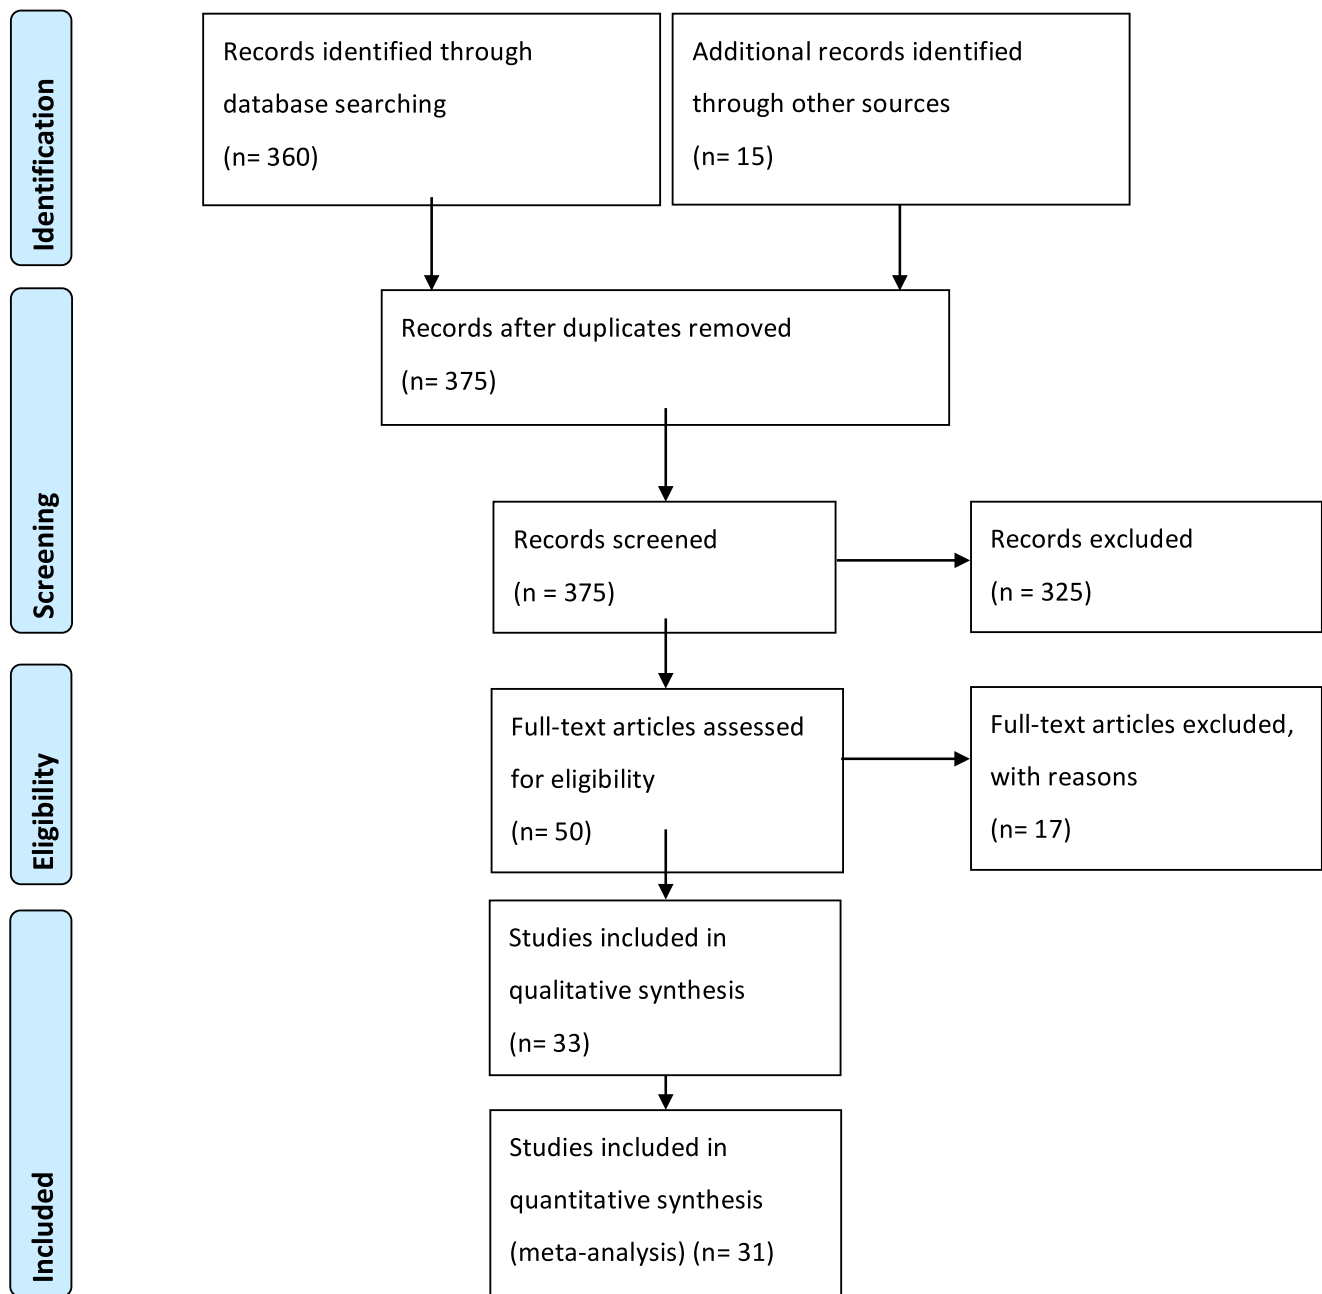 Identification
Records identified through
database searching
(n= 360)
Additional records identified
through other sources
(n= 15)
Screening
Records after duplicates removed
(n= 375)
Records screened
(n = 375)
Records excluded
(n = 325)
Eligibility
Full-text articles assessed
for eligibility
(n= 50)
Full-text articles excluded,
with reasons
(n= 17)
Included
Studies included in
qualitative synthesis
(n= 33)
Studies included in
quantitative synthesis
(meta-analysis) (n= 31)